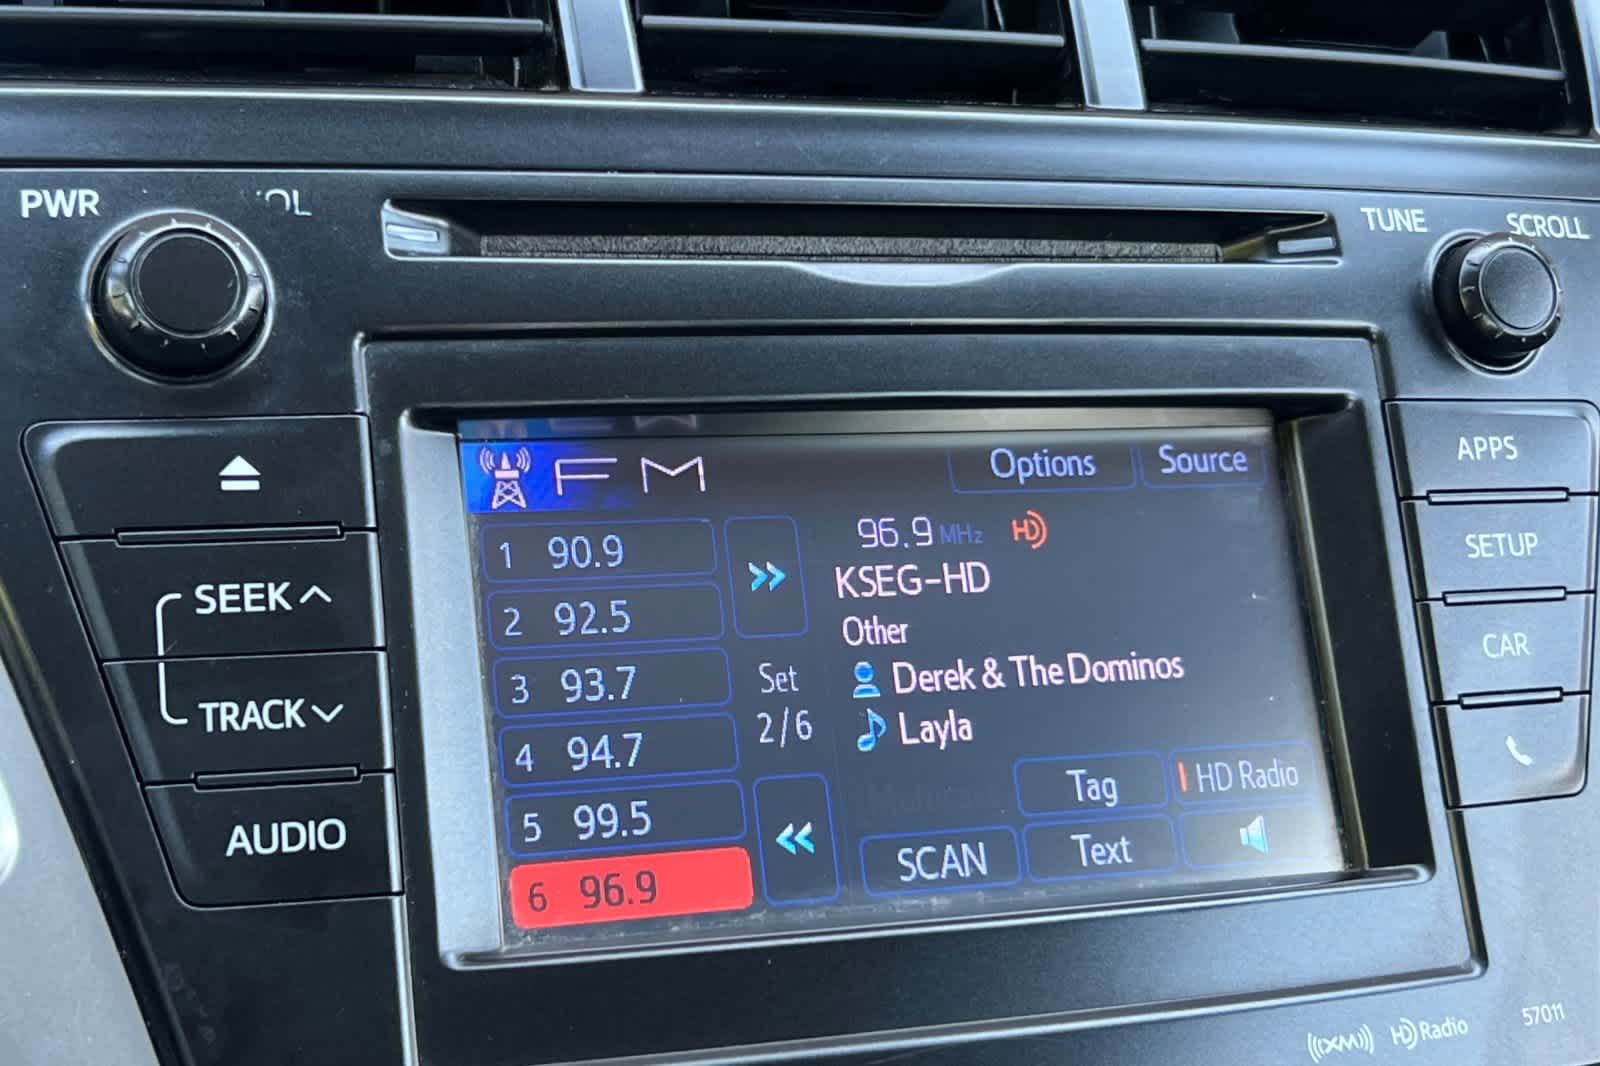 PWR
TUNE
SCROLL
FM
Options
Source
1 90.9
2 92.5
3 93.7
4 94.7
5 99.5
6 96.9
Set
2/6
96.9 MHz HD
KSEG-HD
Other
Derek & The Dominos
Layla
Tag
HD Radio
SCAN
Text
SEEK
TRACK
AUDIO
APPS
SETUP
CAR
((XM)) HD Radio
57011